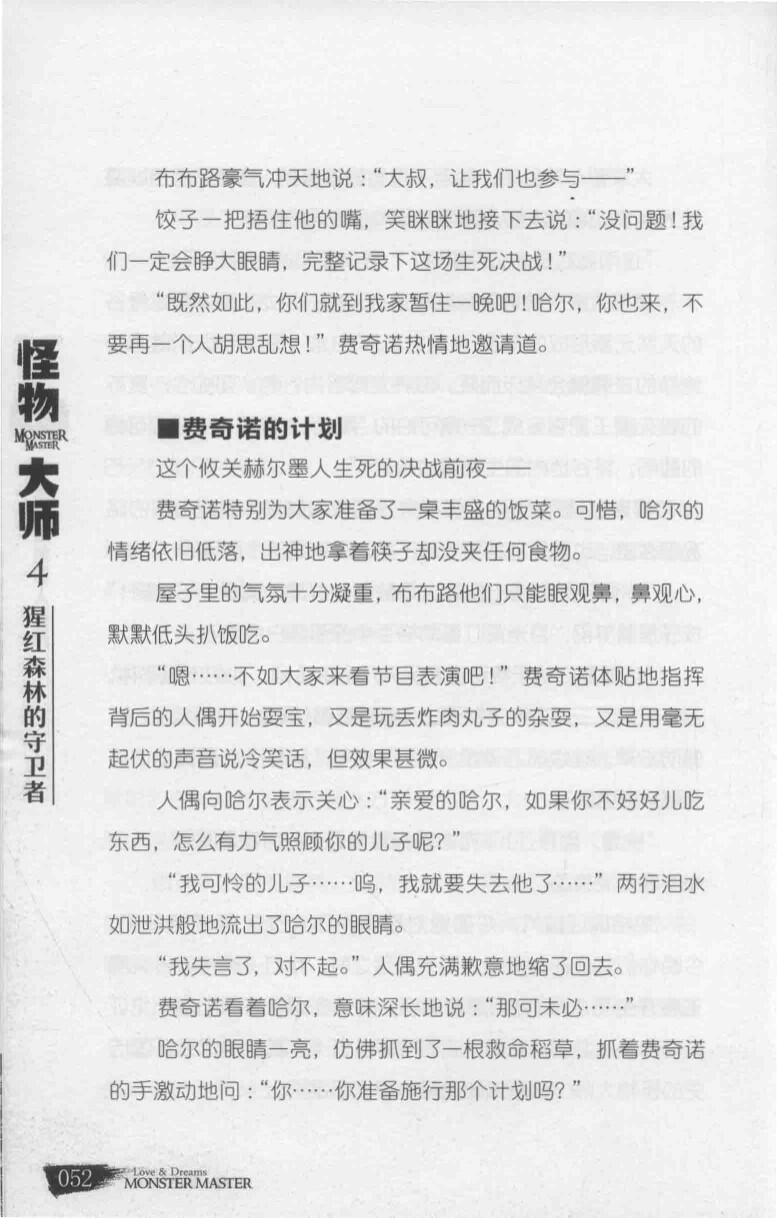 布布路豪气冲天地说：“大叔，让我们也参与——”
饺子一把捂住他的嘴，笑眯眯地接下去说：“没问题！我
们一定会睁大眼睛，完整记录下这场生死决战！”
“既然如此，你们就到我家暂住一晚吧！哈尔，你也来，不
要再一个人胡思乱想！”费奇诺热情地邀请道。
■费奇诺的计划
这个攸关赫尔墨人生死的决战前夜——
费奇诺特别为大家准备了一桌丰盛的饭菜。可惜，哈尔的
情绪依旧低落，出神地拿着筷子却没夹任何食物。
屋子里的气氛十分凝重，布布路他们只能眼观鼻，鼻观心，
默默低头扒饭吃。
“嗯……不如大家来看节目表演吧！”费奇诺体贴地指挥
背后的人偶开始耍宝，又是玩丢炸肉丸子的杂耍，又是用毫无
起伏的声音说冷笑话，但效果甚微。
人偶向哈尔表示关心：“亲爱的哈尔，如果你不好好儿吃
东西，怎么有力气照顾你的儿子呢？”
“我可怜的儿子……呜，我就要失去他了……”两行泪水
如泄洪般地流出了哈尔的眼睛。
“我失言了，对不起。”人偶充满歉意地缩了回去。
费奇诺看着哈尔，意味深长地说：“那可未必……”
哈尔的眼睛一亮，仿佛抓到了一根救命稻草，抓着费奇诺
的手激动地问：“你……你准备施行那个计划吗？”
怪物
MONSTER
MASTER
大师
4
猩红森林的守卫者
052
Love & Dreams
MONSTER MASTER